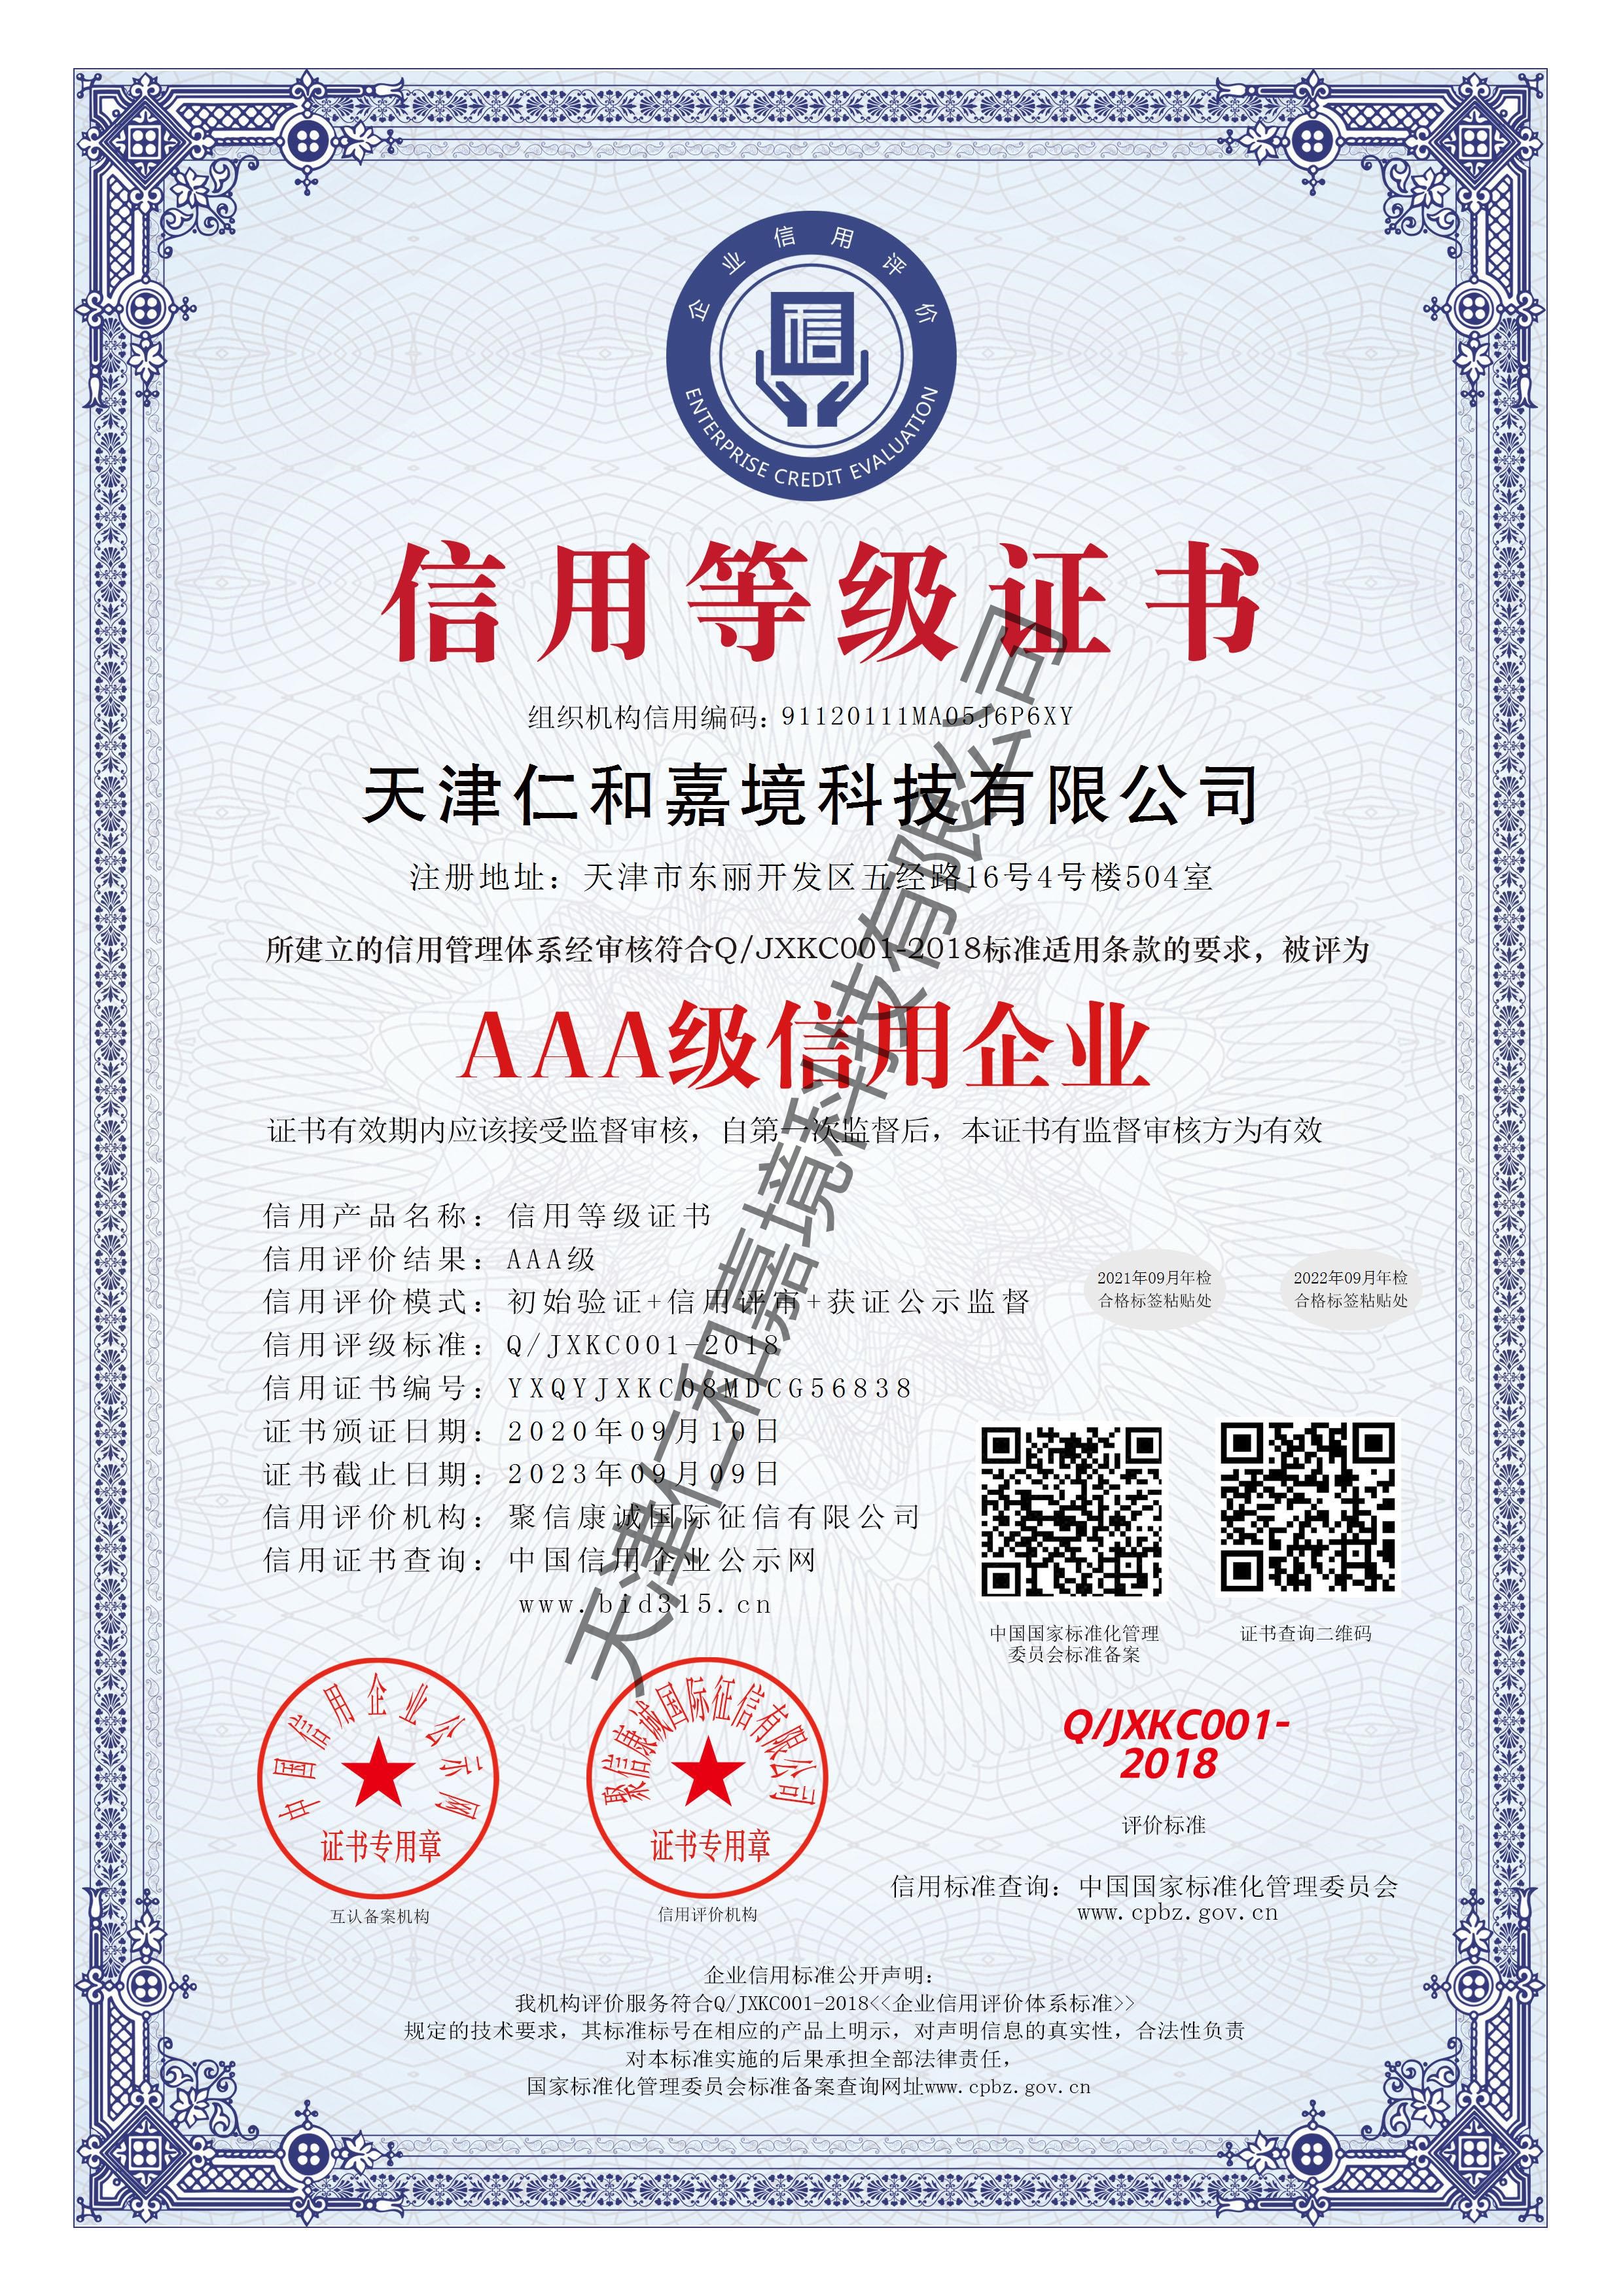 企业信用评价
ENTERPRISE CREDIT EVALUATION
信用等级证书
组织机构信用编码：91120111MA05J6P6XY
天津仁和嘉境科技有限公司
注册地址：天津市东丽开发区五经路16号4号楼504室
所建立的信用管理体系经审核符合Q/JXKC001-2018标准适用条款的要求，被评为
AAA级信用企业
证书有效期内应该接受监督审核，自第一次监督后，本证书有监督审核方为有效
信用产品名称：信用等级证书
信用评价结果：AAA级
信用评价模式：初始验证+信用评审+获证公示监督
信用评级标准：Q/JXKC001-2018
信用证书编号：YXQYJXKC08MDCG56838
证书颁证日期：2020年09月10日
证书截止日期：2023年09月09日
信用评价机构：聚信康诚国际征信有限公司
信用证书查询：中国信用企业公示网
www.bid315.cn
2021年09月年检
合格标签粘贴处
2022年09月年检
合格标签粘贴处
中国国家标准化管理
委员会标准备案
证书查询二维码
中国信用企业公示网
证书专用章
互认备案机构
聚信康诚国际征信有限公司
证书专用章
信用评价机构
Q/JXKC001-
2018
评价标准
信用标准查询：中国国家标准化管理委员会
www.cpbz.gov.cn
企业信用标准公开声明：
我机构评价服务符合Q/JXKC001-2018<<企业信用评价体系标准>>
规定的技术要求，其标准标号在相应的产品上明示，对声明信息的真实性，合法性负责
对本标准实施的后果承担全部法律责任，
国家标准化管理委员会标准备案查询网址www.cpbz.gov.cn
天津仁和嘉境科技有限公司